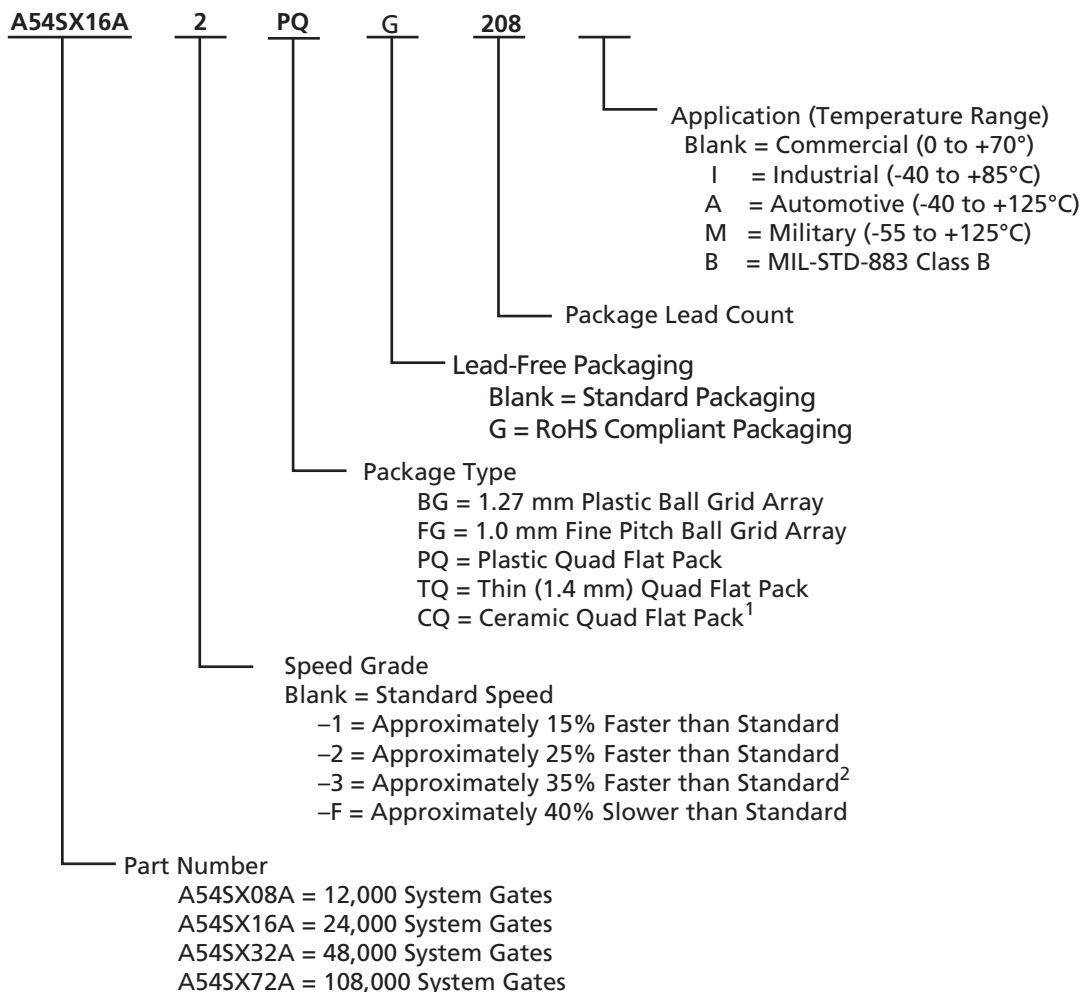 A54SX16A 2 PQ G 208
Application (Temperature Range)
Blank = Commercial (0 to +70°)
I = Industrial (-40 to +85°C)
A = Automotive (-40 to +125°C)
M = Military (-55 to +125°C)
B = MIL-STD-883 Class B
Package Lead Count
Lead-Free Packaging
Blank = Standard Packaging
G = RoHS Compliant Packaging
Package Type
BG = 1.27 mm Plastic Ball Grid Array
FG = 1.0 mm Fine Pitch Ball Grid Array
PQ = Plastic Quad Flat Pack
TQ = Thin (1.4 mm) Quad Flat Pack
CQ = Ceramic Quad Flat Pack1
Speed Grade
Blank = Standard Speed
–1 = Approximately 15% Faster than Standard
–2 = Approximately 25% Faster than Standard
–3 = Approximately 35% Faster than Standard2
–F = Approximately 40% Slower than Standard
Part Number
A54SX08A = 12,000 System Gates
A54SX16A = 24,000 System Gates
A54SX32A = 48,000 System Gates
A54SX72A = 108,000 System Gates